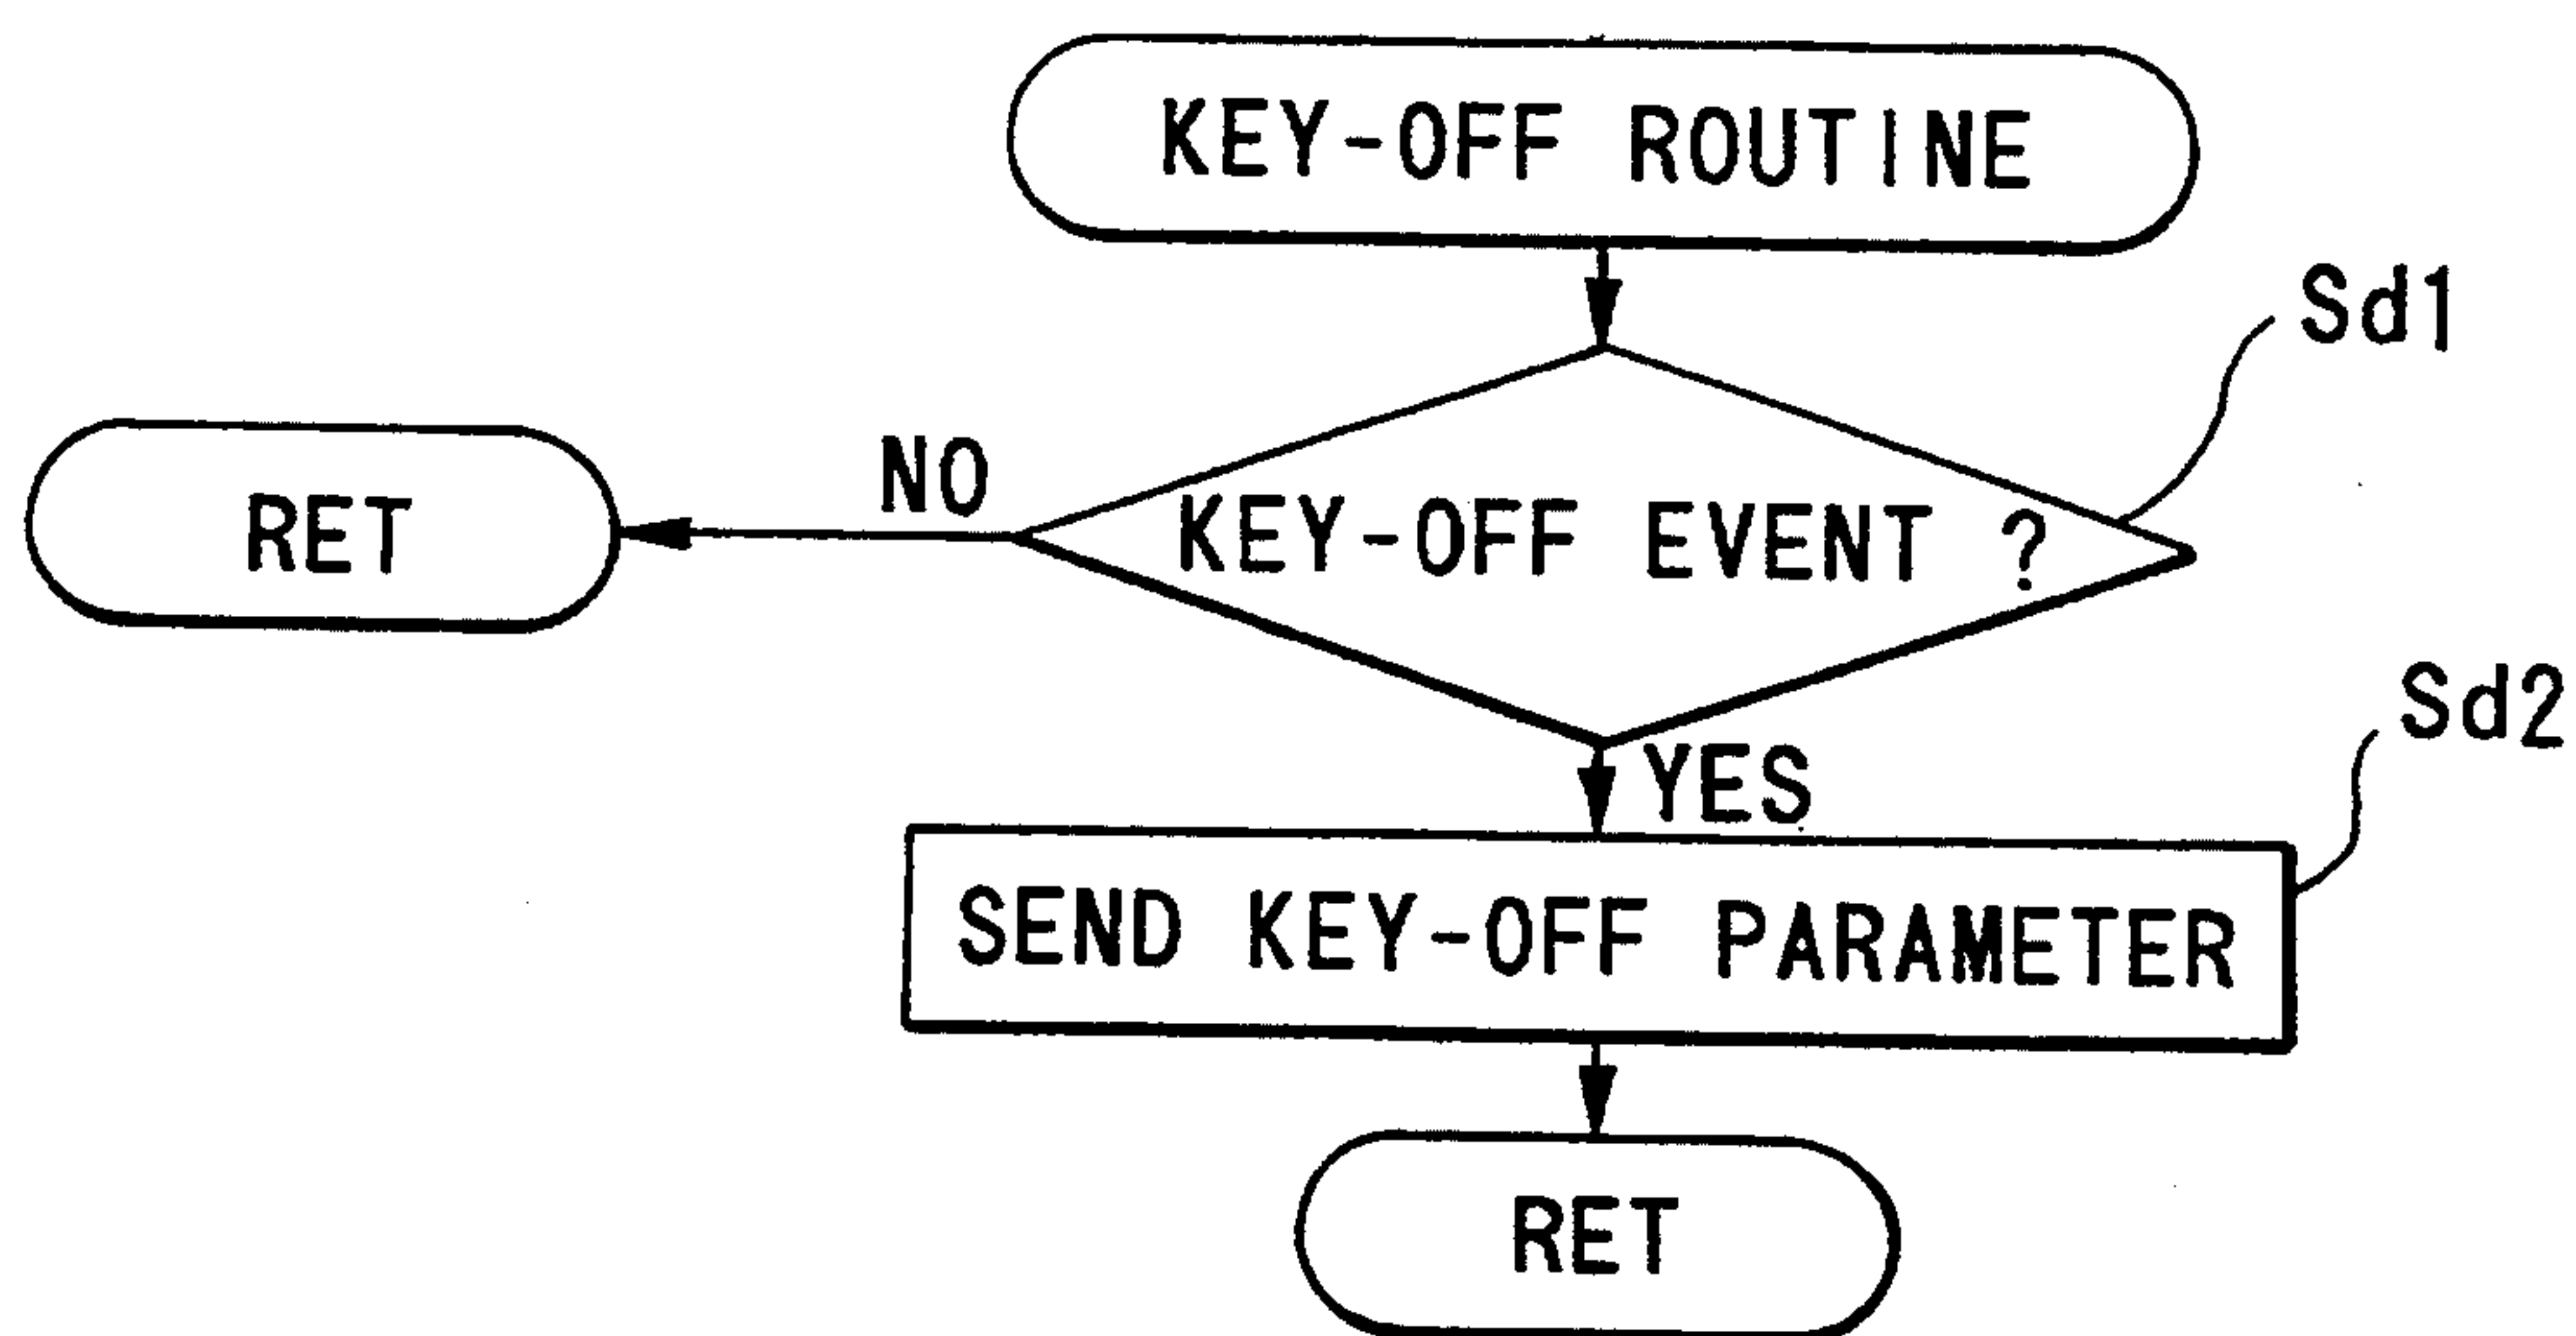 KEY-OFF ROUTINE
Sd1
NO
RET
KEY-OFF EVENT ?
Sd2
YES
SEND KEY-OFF PARAMETER
RET